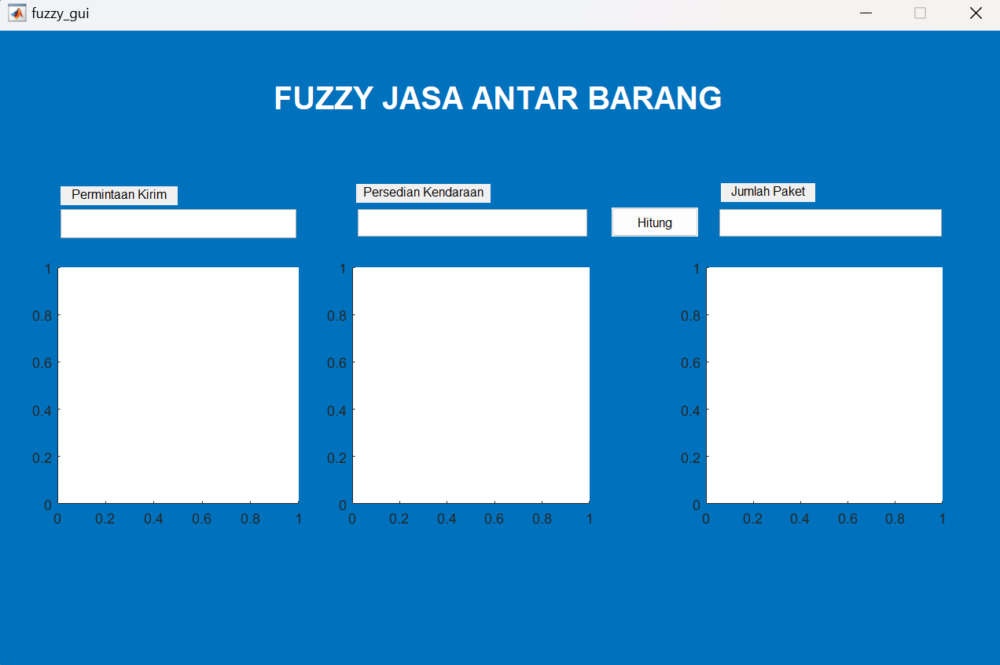 fuzzy_gui
FUZZY JASA ANTAR BARANG
Permintaan Kirim
Persedian Kendaraan
Jumlah Paket
Hitung
1
0.8
0.6
0.4
0.2
0
0 0.2 0.4 0.6 0.8 1
1
0.8
0.6
0.4
0.2
0
0 0.2 0.4 0.6 0.8 1
1
0.8
0.6
0.4
0.2
0
0 0.2 0.4 0.6 0.8 1